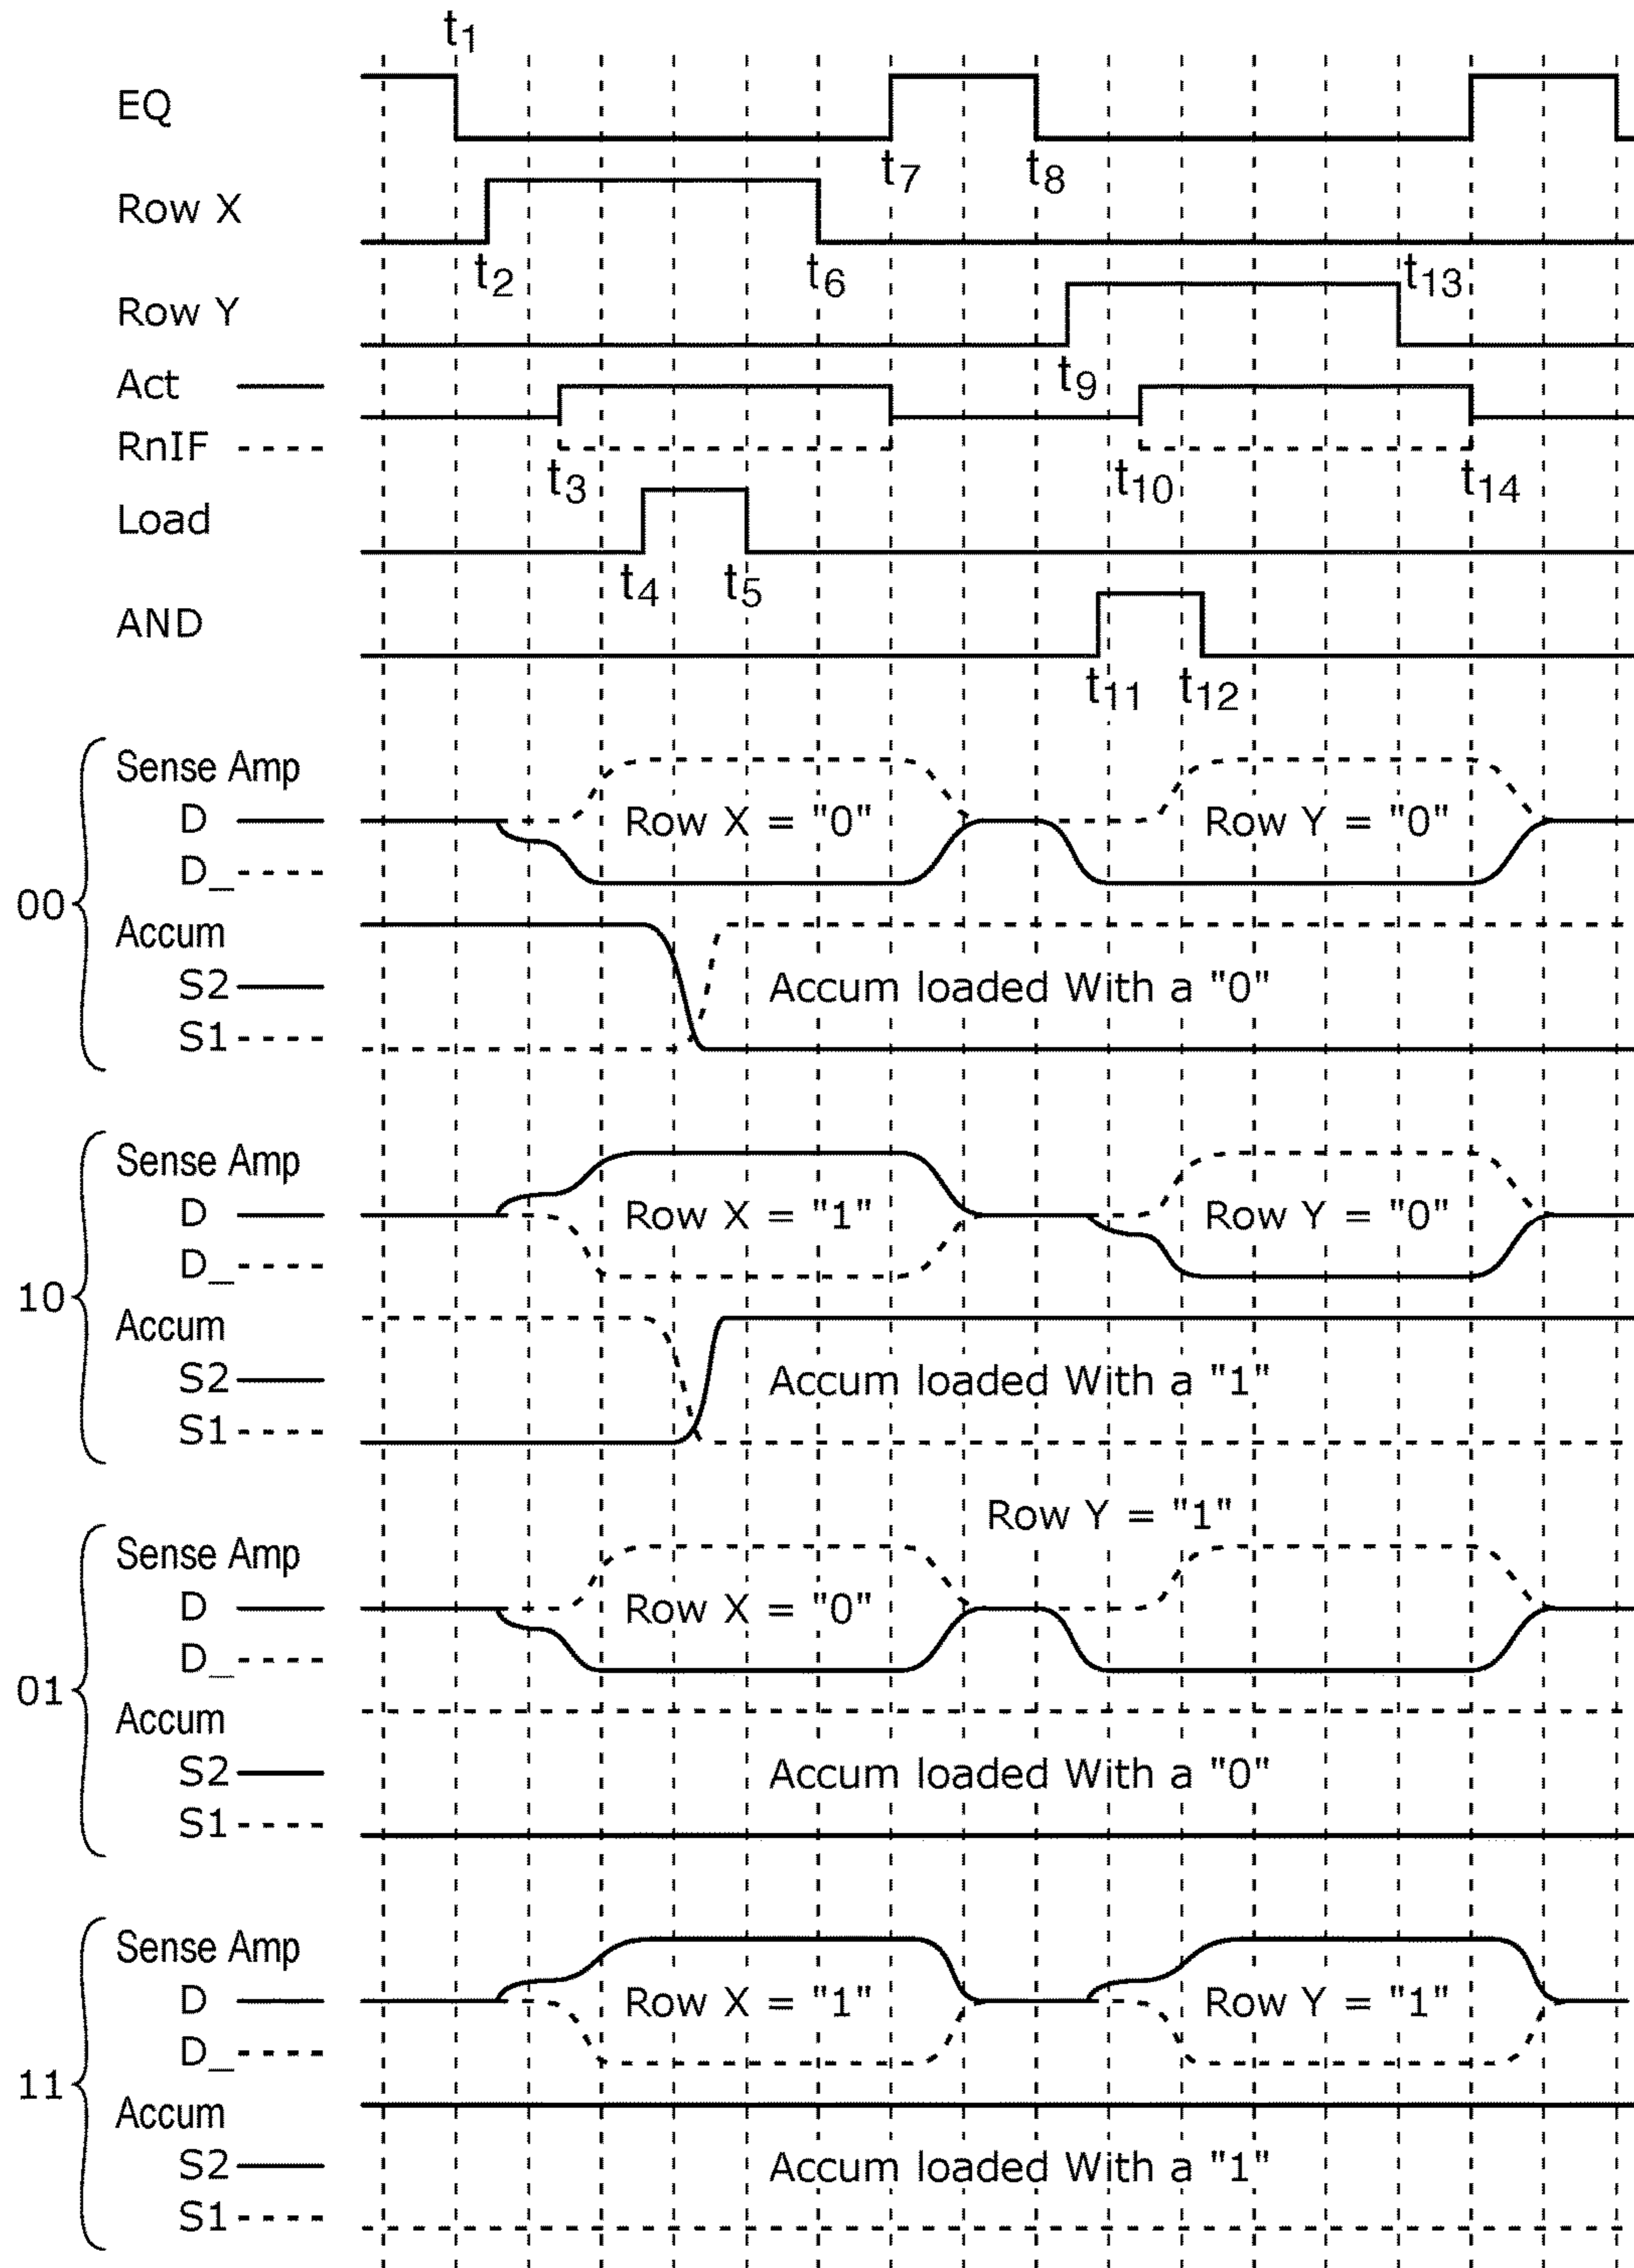 t1
EQ
t7 t8
Row X
t2 t6 t13
Row Y
t9
Act
RnIF
t3 t10 t14
Load
t4 t5
AND
t11 t12
Sense Amp
D Row X = "0" Row Y = "0"
D_
00
Accum
S2 Accum loaded With a "0"
S1
Sense Amp
D Row X = "1" Row Y = "0"
D_
10
Accum
S2 Accum loaded With a "1"
S1
Row Y = "1"
Sense Amp
D Row X = "0"
D_
01
Accum
S2 Accum loaded With a "0"
S1
Sense Amp
D Row X = "1" Row Y = "1"
D_
11
Accum
S2 Accum loaded With a "1"
S1